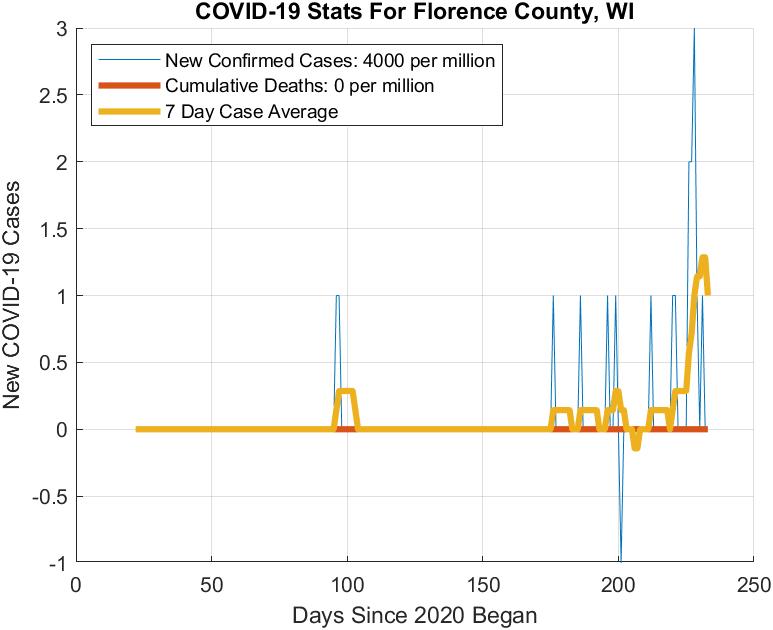 COVID-19 Stats For Florence County, WI
New Confirmed Cases: 4000 per million
Cumulative Deaths: 0 per million
7 Day Case Average
New COVID-19 Cases
3
2.5
2
1.5
1
0.5
0
-0.5
-1
0 50 100 150 200 250
Days Since 2020 Began